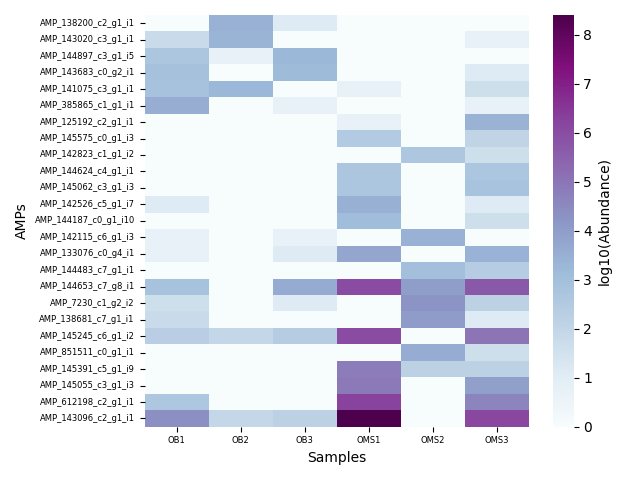 AMP_138200_c2_g1_i1
AMP_143020_c3_g1_i1
AMP_144897_c3_g1_i5
AMP_143683_c0_g2_i1
AMP_141075_c3_g1_i1
AMP_385865_c1_g1_i1
AMP_125192_c2_g1_i1
AMP_145575_c0_g1_i3
AMP_142823_c1_g1_i2
AMP_144624_c4_g1_i1
AMP_145062_c3_g1_i3
AMP_142526_c5_g1_i7
AMP_144187_c0_g1_i10
AMP_142115_c6_g1_i3
AMP_133076_c0_g4_i1
AMP_144483_c7_g1_i1
AMP_144653_c7_g8_i1
AMP_7230_c1_g2_i2
AMP_138681_c7_g1_i1
AMP_145245_c6_g1_i2
AMP_851511_c0_g1_i1
AMP_145391_c5_g1_i9
AMP_145055_c3_g1_i3
AMP_612198_c2_g1_i1
AMP_143096_c2_g1_i1
AMPs
OB1 OB2 OB3 OMS1 OMS2 OMS3
Samples
8
7
6
5
4
3
2
1
0
log10(Abundance)